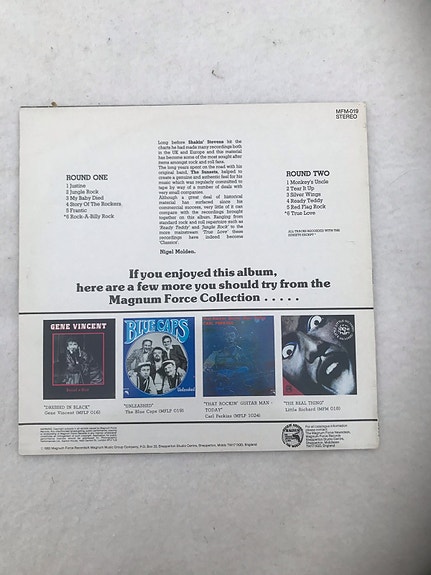 MFM-019
STEREO
ROUND ONE
1 Justine
2 Jungle Rock
3 My Baby Died
4 Story Of The Rockers
5 Frantic
*6 Rock-A-Billy Rock
Long before Shakin' Stevens hit the
charts he had made many recordings both
in the UK and Europe and this material
has become some of the most sought after
items amongst rock and roll fans.
The long years spent on the road with his
original band, The Sunsets, helped to
create a genuine and authentic feel for his
music which was regularly committed to
tape by way of a number of deals with
very small companies.
Although a great deal of historical
material has surfaced since his
commercial success, very little of it can
compare with the recordings brought
together on this album. Ranging from
standard rock and roll repertoire such as
'Ready Teddy' and 'Jungle Rock' to the
more mainstream 'True Love' these
recordings have indeed become
'Classics'.
Nigel Molden.
ROUND TWO
1 Monkey's Uncle
2 Tear It Up
3 Silver Wings
4 Ready Teddy
5 Red Flag Rock
*6 True Love
ALL TRACKS RECORDED WITH THE
SUNSETS EXCEPT *
If you enjoyed this album,
here are a few more you should try from the
Magnum Force Collection . . . . .
GENE VINCENT
BLUE CAPS
Unleashed
"DRESSED IN BLACK"
Gene Vincent (MFLP 016)
"UNLEASHED"
The Blue Caps (MFLP 018)
"THAT ROCKIN' GUITAR MAN -
TODAY"
Carl Perkins (MFLP 1024)
"THE REAL THING"
Little Richard (MFM 018)